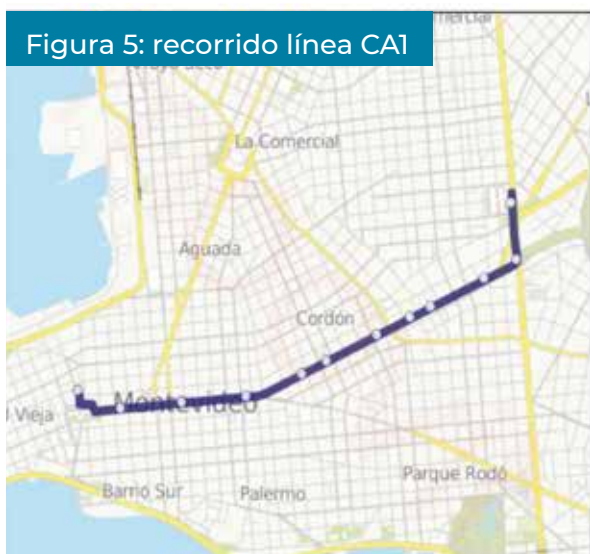 Figura 5: recorrido línea CA1
La Comercial
Aguada
Cordón
Montevideo
Vieja
Parque Rodó
Barrio Sur
Palermo